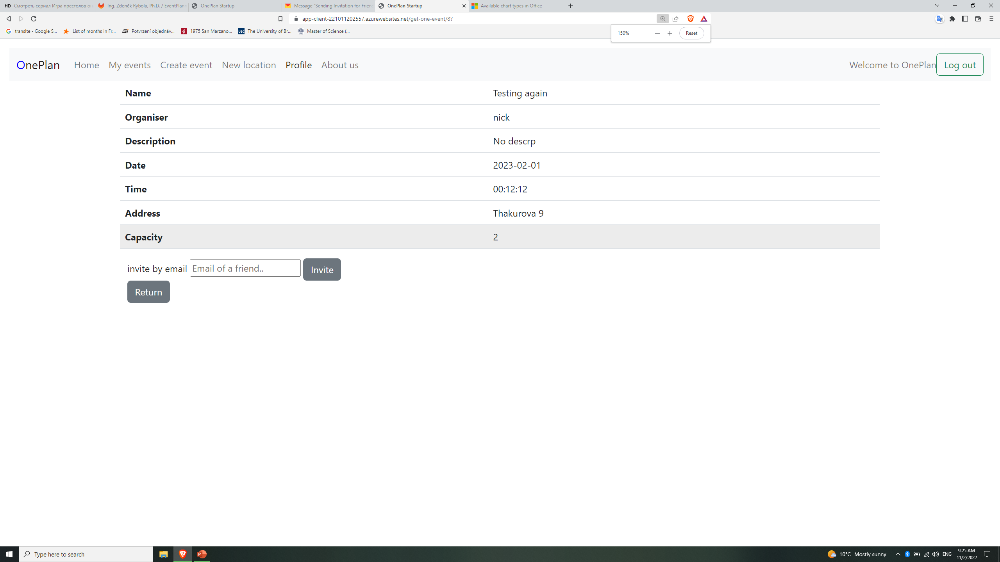 HD Смотреть сериал Игра престолов он
Ing. Zdeněk Rybola, Ph.D. / EventPlann
OnePlan Startup
Message "Sending Invitation for Frien
OnePlan Startup
Available chart types in Office
app-client-221011202557.azurewebsites.net/get-one-event/8?
translte - Google S...
List of months in Fr...
Potvrzení objednáv...
1975 San Marzano...
UBC The University of Br...
Master of Science (...
150%
Reset
OnePlan Home My events Create event New location Profile About us Welcome to OnePlan Log out
Name Testing again
Organiser nick
Description No descrp
Date 2023-02-01
Time 00:12:12
Address Thakurova 9
Capacity 2
invite by email Email of a friend.. Invite
Return
Type here to search
P
10°C Mostly sunny
ENG
9:25 AM
11/2/2022